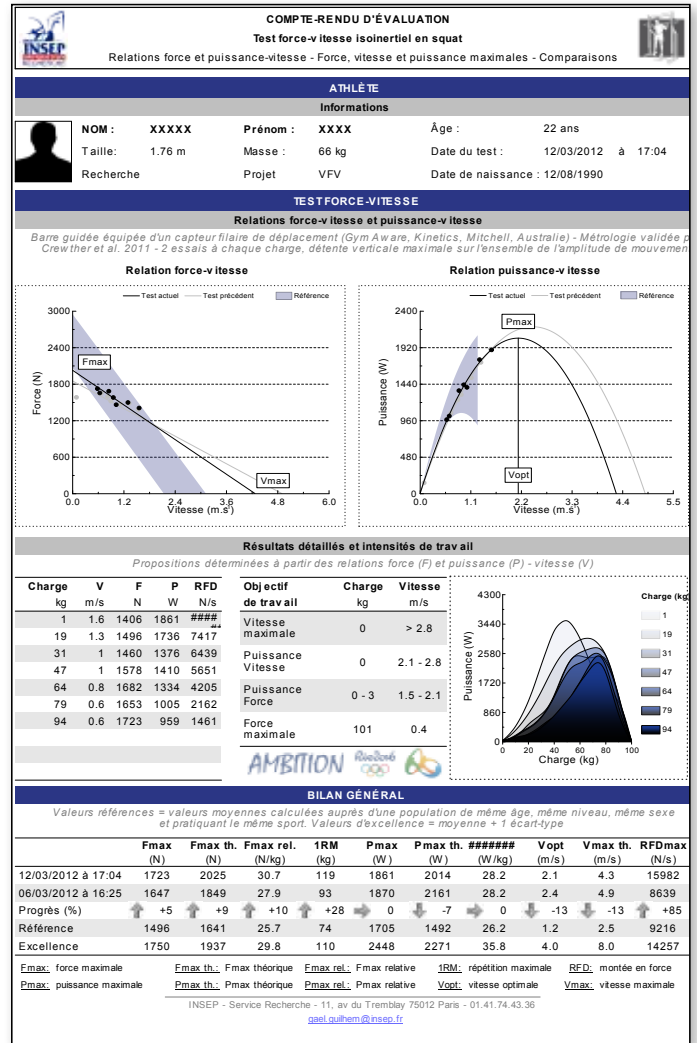 COMPTE-RENDU D'ÉVALUATION
Test force-vitesse isoinertiel en squat
Relations force et puissance-vitesse - Force, vitesse et puissance maximales - Comparaisons
INSEP
ATHLÈTE
Informations
NOM : XXXXX Prénom : XXXX Âge : 22 ans
Taille: 1.76 m Masse : 66 kg Date du test : 12/03/2012 à 17:04
Recherche Projet VFV Date de naissance : 12/08/1990
TEST FORCE-VITESSE
Relations force-vitesse et puissance-vitesse
Barre guidée équipée d'un capteur filaire de déplacement (Gym Aware, Kinetics, Mitchell, Australie) - Métrologie validée p
Crewther et al. 2011 - 2 essais à chaque charge, détente verticale maximale sur l'ensemble de l'amplitude de mouvemen
Relation force-vitesse
Test actuel Test précédent Référence
3000
2400
1800
1200
600
0
Force (N)
Fmax
Vmax
0.0 1.2 2.4 3.6 4.8 6.0
Vitesse (m.s-1)
Relation puissance-vitesse
Test actuel Test précédent Référence
2400
1920
1440
960
480
0
Puissance (W)
Pmax
Vopt
0.0 1.1 2.2 3.3 4.4 5.5
Vitesse (m.s-1)
Résultats détaillés et intensités de travail
Propositions déterminées à partir des relations force (F) et puissance (P) - vitesse (V)
Charge V F P RFD
kg m/s N W N/s
1 1.6 1406 1861 ####
##
19 1.3 1496 1736 7417
31 1 1460 1376 6439
47 1 1578 1410 5651
64 0.8 1682 1334 4205
79 0.6 1653 1005 2162
94 0.6 1723 959 1461
Objectif Charge Vitesse
de travail kg m/s
Vitesse maximale 0 > 2.8
Puissance Vitesse 0 2.1 - 2.8
Puissance Force 0 - 3 1.5 - 2.1
Force maximale 101 0.4
AMBITION Rio2016
4300
3440
2580
1720
860
0
Puissance (W)
0 20 40 60 80 100
Charge (kg)
Charge (kg
1
19
31
47
64
79
94
BILAN GÉNÉRAL
Valeurs références = valeurs moyennes calculées auprès d'une population de même âge, même niveau, même sexe
et pratiquant le même sport. Valeurs d'excellence = moyenne + 1 écart-type
Fmax Fmax th. Fmax rel. 1RM Pmax Pmax th. ####### Vopt Vmax th. RFDmax
(N) (N) (N/kg) (kg) (W) (W) (W/kg) (m/s) (m/s) (N/s)
12/03/2012 à 17:04 1723 2025 30.7 119 1861 2014 28.2 2.1 4.3 15982
06/03/2012 à 16:25 1647 1849 27.9 93 1870 2161 28.2 2.4 4.9 8639
Progrès (%) +5 +9 +10 +28 0 -7 0 -13 -13 +85
Référence 1496 1641 25.7 74 1705 1492 26.2 1.2 2.5 9216
Excellence 1750 1937 29.8 110 2448 2271 35.8 4.0 8.0 14257
Fmax: force maximale Fmax th.: Fmax théorique Fmax rel.: Fmax relative 1RM: répétition maximale RFD: montée en force
Pmax: puissance maximale Pmax th.: Pmax théorique Pmax rel.: Pmax relative Vopt: vitesse optimale Vmax: vitesse maximale
INSEP - Service Recherche - 11, av du Tremblay 75012 Paris - 01.41.74.43.36
gael.guilhem@insep.fr